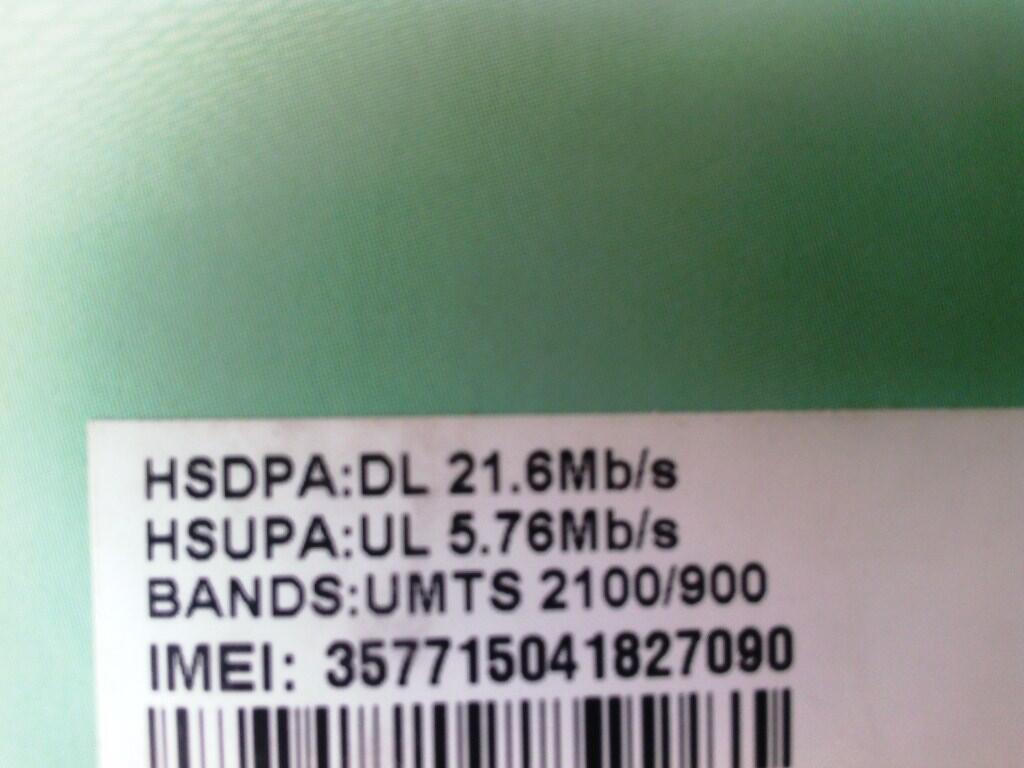 HSDPA:DL 21.6Mb/s
HSUPA:UL 5.76Mb/s
BANDS:UMTS 2100/900
IMEI: 357715041827090